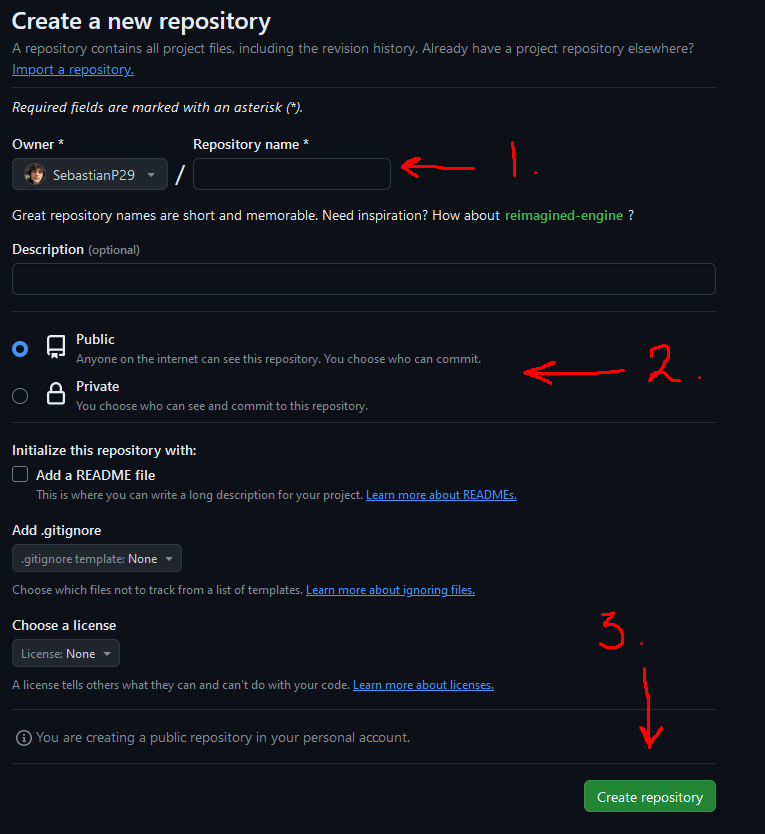 Create a new repository
A repository contains all project files, including the revision history. Already have a project repository elsewhere?
Import a repository.
Required fields are marked with an asterisk (*).
Owner *
Repository name *
SebastianP29
/
1.
Great repository names are short and memorable. Need inspiration? How about reimagined-engine ?
Description (optional)
Public
Anyone on the internet can see this repository. You choose who can commit.
2.
Private
You choose who can see and commit to this repository.
Initialize this repository with:
Add a README file
This is where you can write a long description for your project. Learn more about READMEs.
Add .gitignore
.gitignore template: None
Choose which files not to track from a list of templates. Learn more about ignoring files.
Choose a license
3.
License: None
A license tells others what they can and can't do with your code. Learn more about licenses.
You are creating a public repository in your personal account.
Create repository